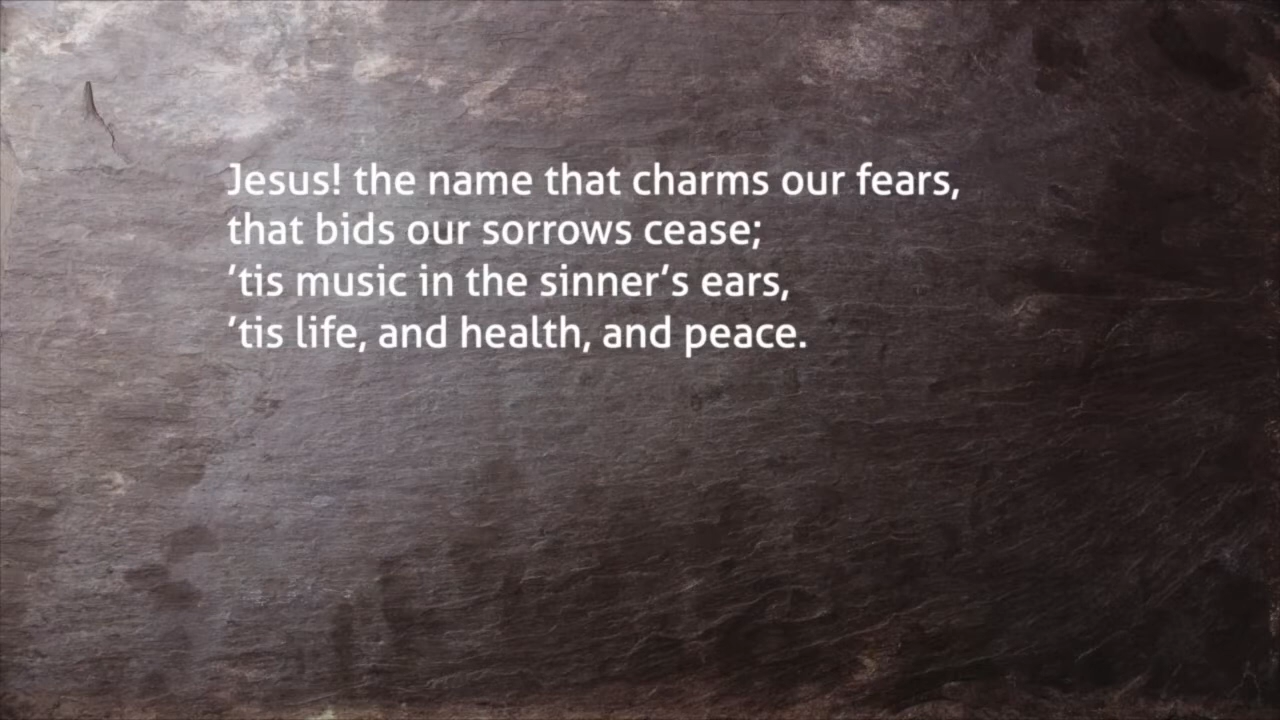 Jesus! the name that charms our fears,
that bids our sorrows cease;
’tis music in the sinner’s ears,
’tis life, and health, and peace.